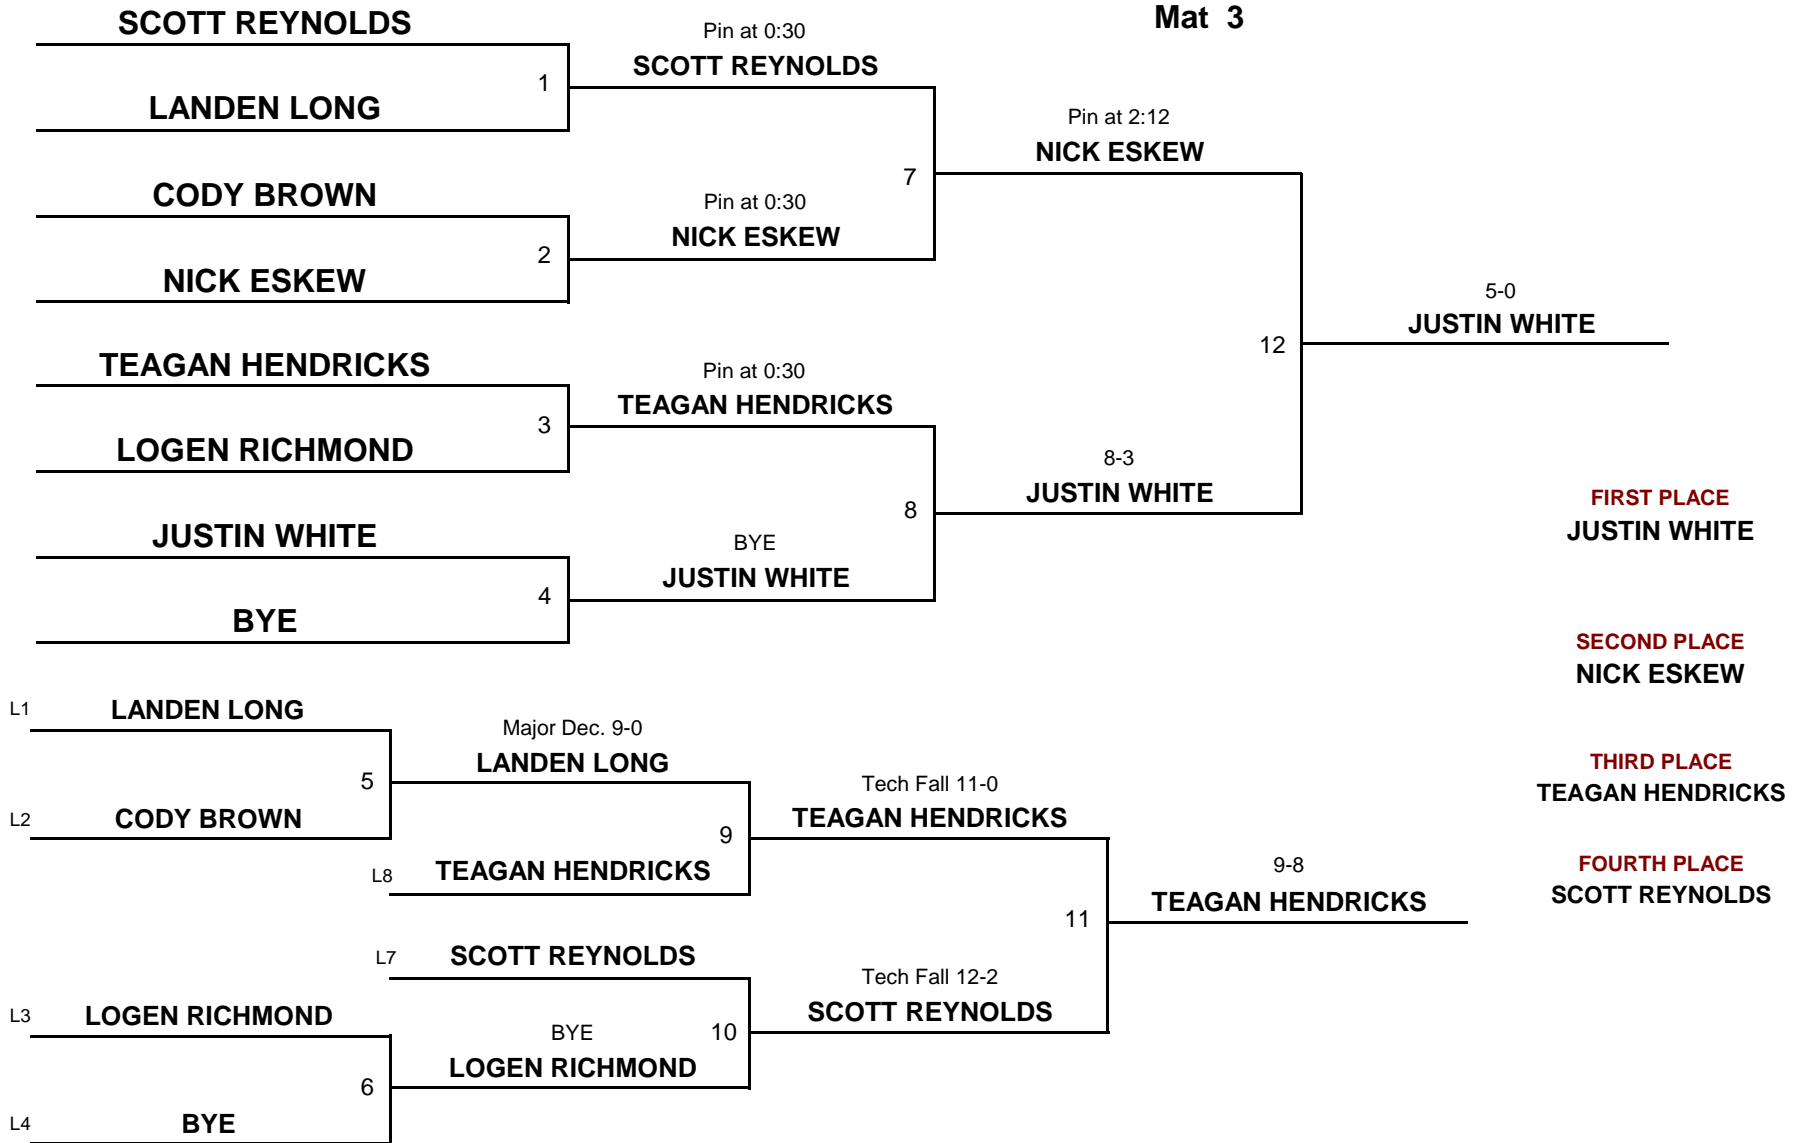 Mat 3
SCOTT REYNOLDS
1
LANDEN LONG
Pin at 0:30
SCOTT REYNOLDS
CODY BROWN
2
NICK ESKEW
Pin at 0:30
NICK ESKEW
7
Pin at 2:12
NICK ESKEW
TEAGAN HENDRICKS
3
LOGEN RICHMOND
Pin at 0:30
TEAGAN HENDRICKS
JUSTIN WHITE
4
BYE
BYE
JUSTIN WHITE
8
8-3
JUSTIN WHITE
12
5-0
JUSTIN WHITE
FIRST PLACE
JUSTIN WHITE
SECOND PLACE
NICK ESKEW
THIRD PLACE
TEAGAN HENDRICKS
FOURTH PLACE
SCOTT REYNOLDS
L1 LANDEN LONG
5
L2 CODY BROWN
Major Dec. 9-0
LANDEN LONG
9
L8 TEAGAN HENDRICKS
Tech Fall 11-0
TEAGAN HENDRICKS
L7 SCOTT REYNOLDS
L3 LOGEN RICHMOND
6
L4 BYE
BYE
LOGEN RICHMOND
10
Tech Fall 12-2
SCOTT REYNOLDS
11
9-8
TEAGAN HENDRICKS